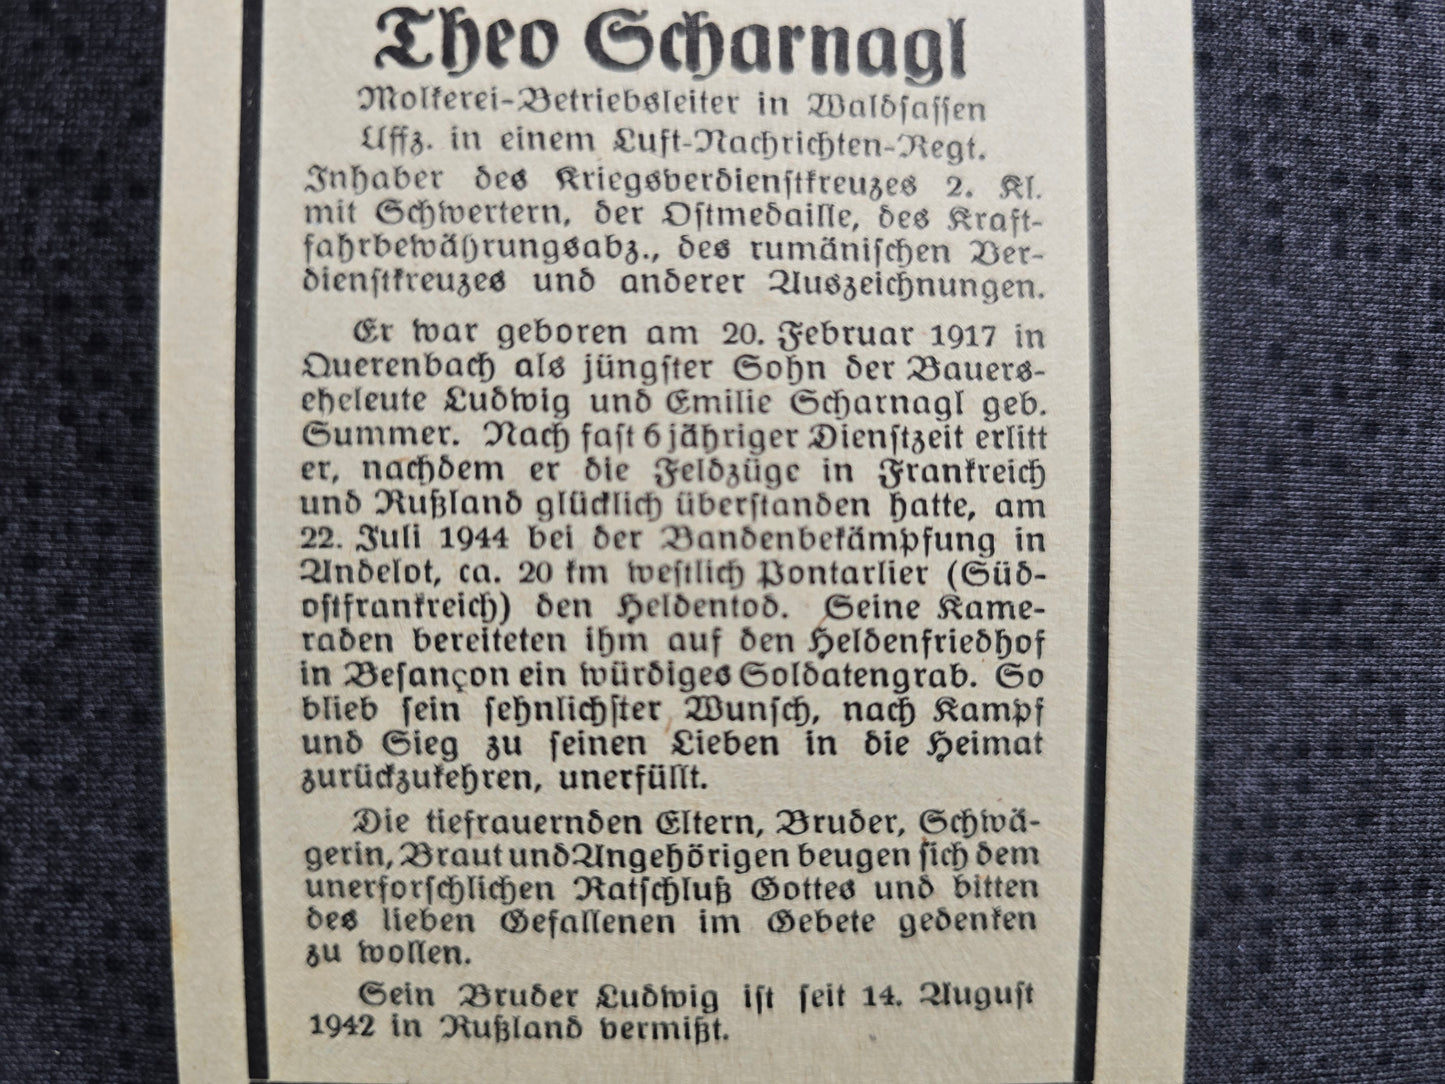 Theo Scharnagl
Molkerei-Betriebsleiter in Waldsassen
Uffz. in einem Luft-Nachrichten-Regt.
Inhaber des Kriegsverdienstkreuzes 2. Kl.
mit Schwertern, der Ostmedaille, des Kraft-
fahrbewährungsabz., des rumänischen Ver-
dienstkreuzes und anderer Auszeichnungen.
Er war geboren am 20. Februar 1917 in
Querenbach als jüngster Sohn der Bauers-
eheleute Ludwig und Emilie Scharnagl geb.
Summer. Nach fast 6 jähriger Dienstzeit erlitt
er, nachdem er die Feldzüge in Frankreich
und Rußland glücklich überstanden hatte, am
22. Juli 1944 bei der Bandenbekämpfung in
Andelot, ca. 20 km westlich Pontarlier (Süd-
ostfrankreich) den Heldentod. Seine Kame-
raden bereiteten ihm auf den Heldenfriedhof
in Besançon ein würdiges Soldatengrab. So
blieb sein sehnlichster Wunsch, nach Kampf
und Sieg zu seinen Lieben in die Heimat
zurückzukehren, unerfüllt.
Die tieftrauernden Eltern, Bruder, Schwä-
gerin, Braut und Angehörigen beugen sich dem
unerforschlichen Ratschluß Gottes und bitten
des lieben Gefallenen im Gebete gedenken
zu wollen.
Sein Bruder Ludwig ist seit 14. August
1942 in Rußland vermißt.